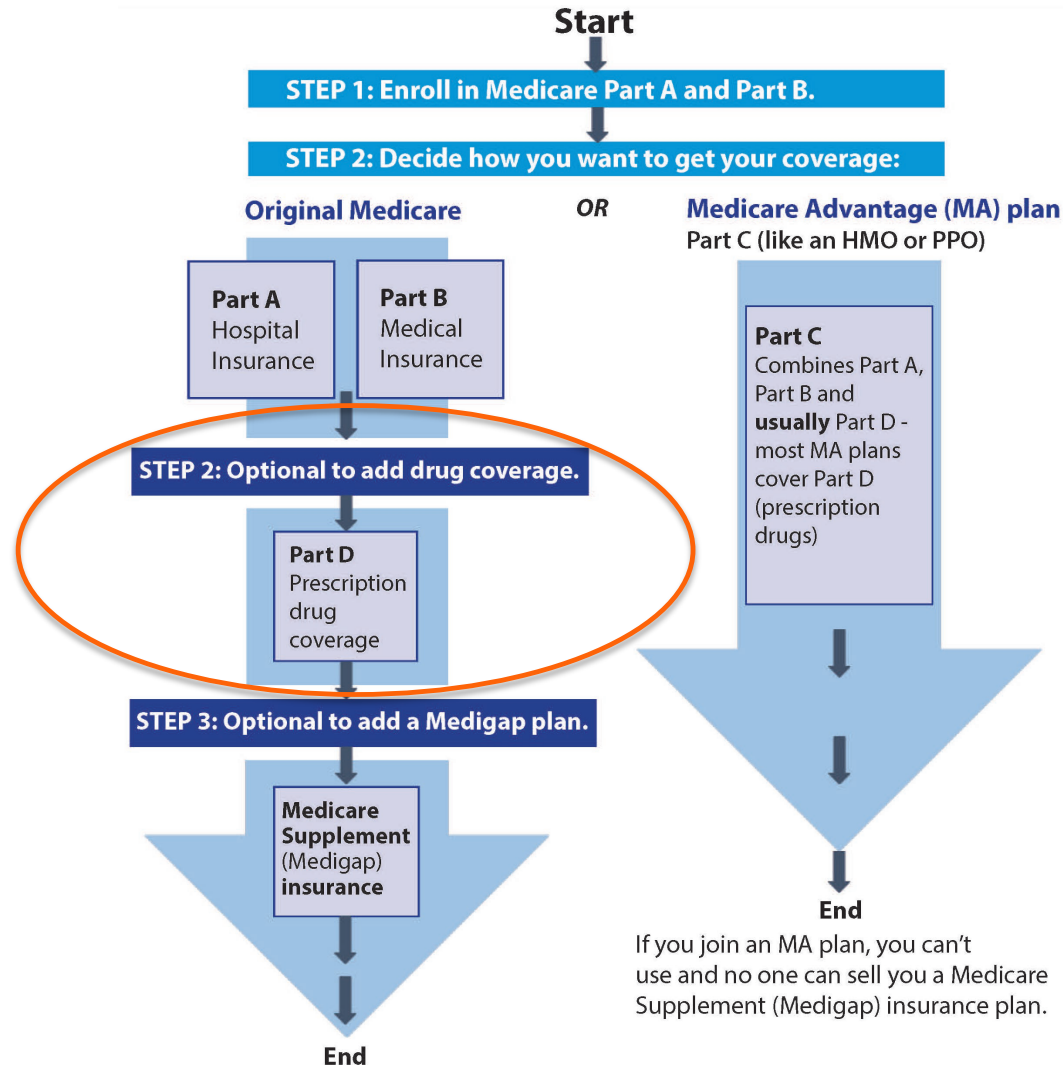 Start
STEP 1: Enroll in Medicare Part A and Part B.
STEP 2: Decide how you want to get your coverage:
Original Medicare
OR
Medicare Advantage (MA) plan
Part C (like an HMO or PPO)
Part A
Hospital
Insurance
Part B
Medical
Insurance
STEP 2: Optional to add drug coverage.
Part D
Prescription
drug
coverage
STEP 3: Optional to add a Medigap plan.
Medicare
Supplement
(Medigap)
insurance
End
Part C
Combines Part A,
Part B and
usually Part D -
most MA plans
cover Part D
(prescription
drugs)
End
If you join an MA plan, you can’t
use and no one can sell you a Medicare
Supplement (Medigap) insurance plan.